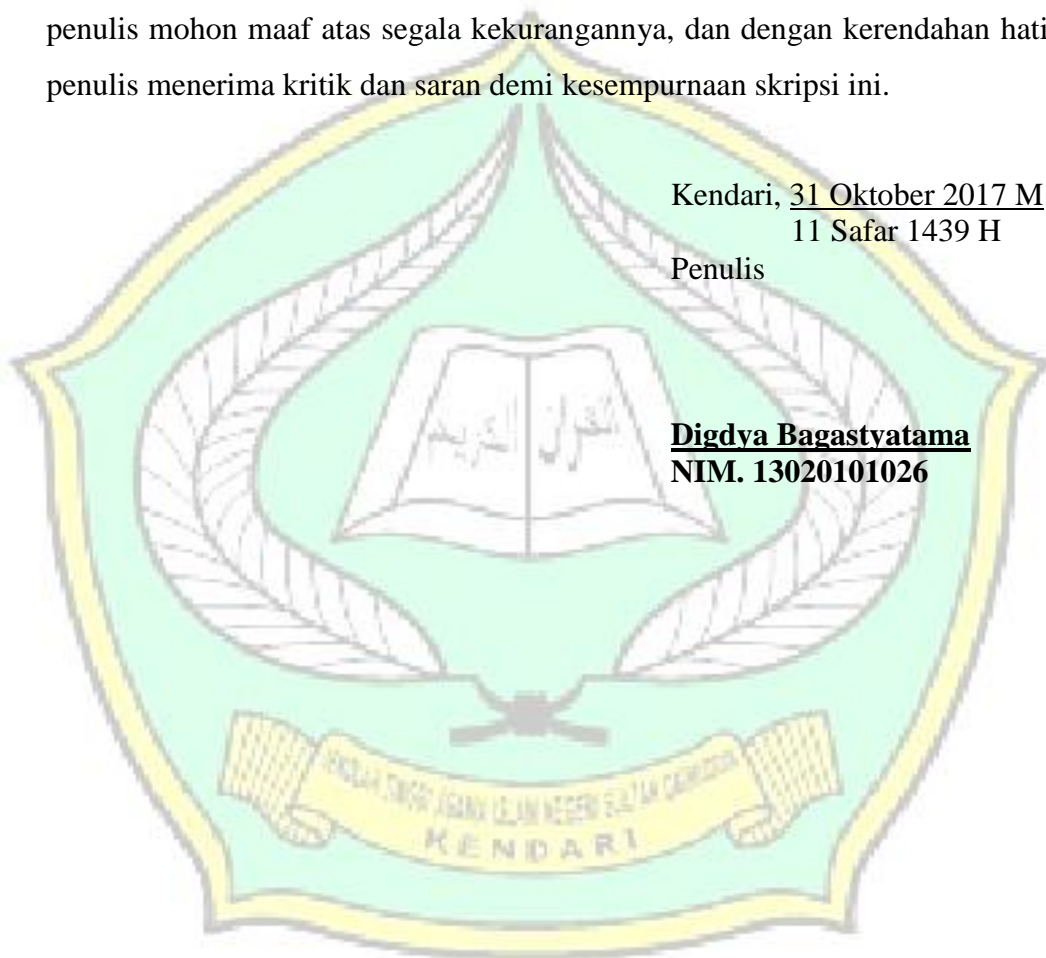 penulis mohon maaf atas segala kekurangannya, dan dengan kerendahan hati
penulis menerima kritik dan saran demi kesempurnaan skripsi ini.
Kendari, 31 Oktober 2017 M
11 Safar 1439 H
Penulis
Digdya Bagastyatama
NIM. 13020101026
KENDARI